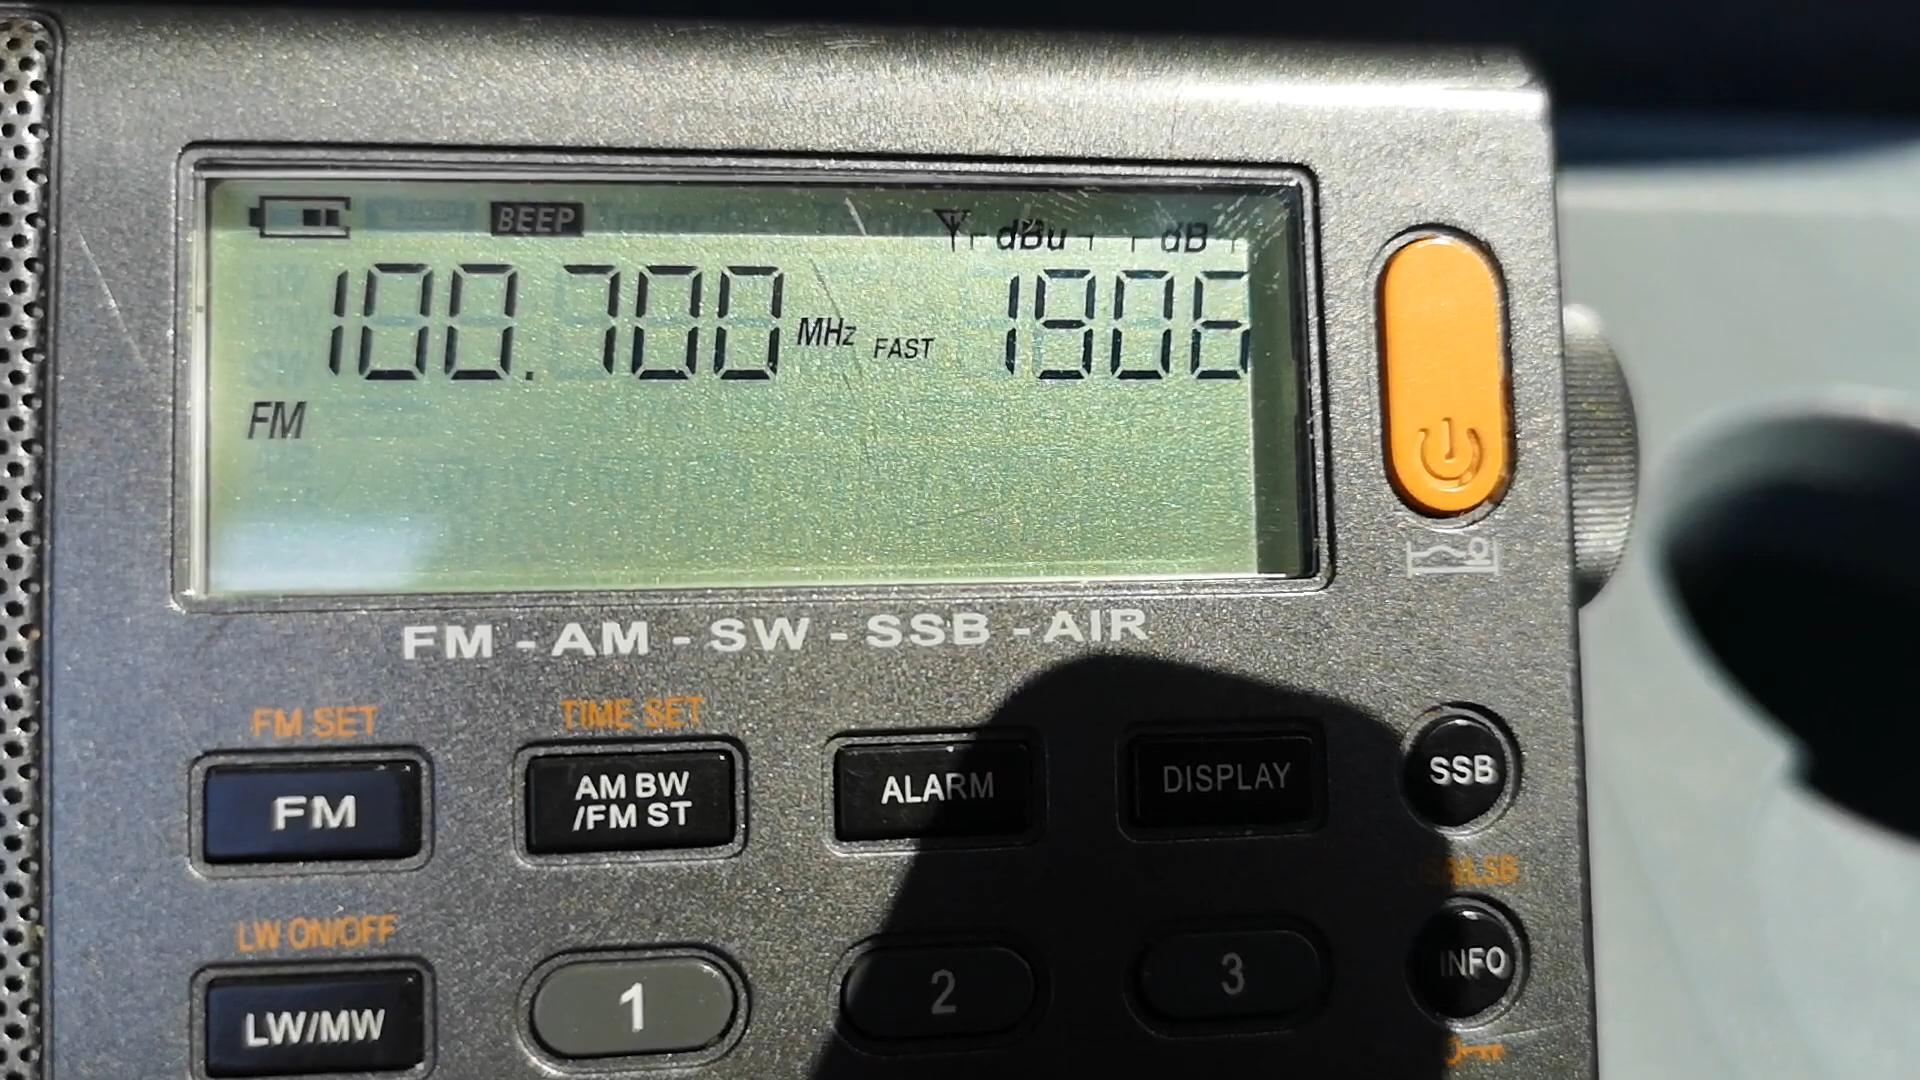 BEEP dBu dB
100.700 MHz FAST 1906
FM
FM - AM - SW - SSB - AIR
FM SET TIME SET
FM AM BW /FM ST ALARM DISPLAY SSB
LW ON/OFF
LW/MW 1 2 3 INFO